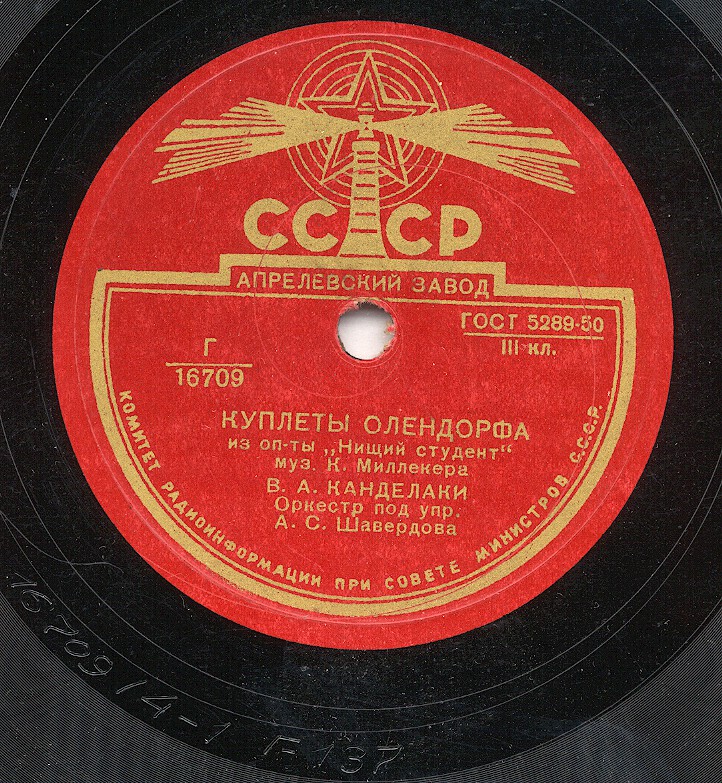 СССР
АПРЕЛЕВСКИЙ ЗАВОД
ГОСТ 5289-50
III кл.
Г
16709
КУПЛЕТЫ ОЛЕНДОРФА
из оп-ты „Нищий студент“
муз. К. Миллекера
В. А. КАНДЕЛАКИ
Оркестр под упр.
А. С. Шавердова
КОМИТЕТ РАДИОИНФОРМАЦИИ ПРИ СОВЕТЕ МИНИСТРОВ С.С.С.Р.
16709/4-1 Г-137